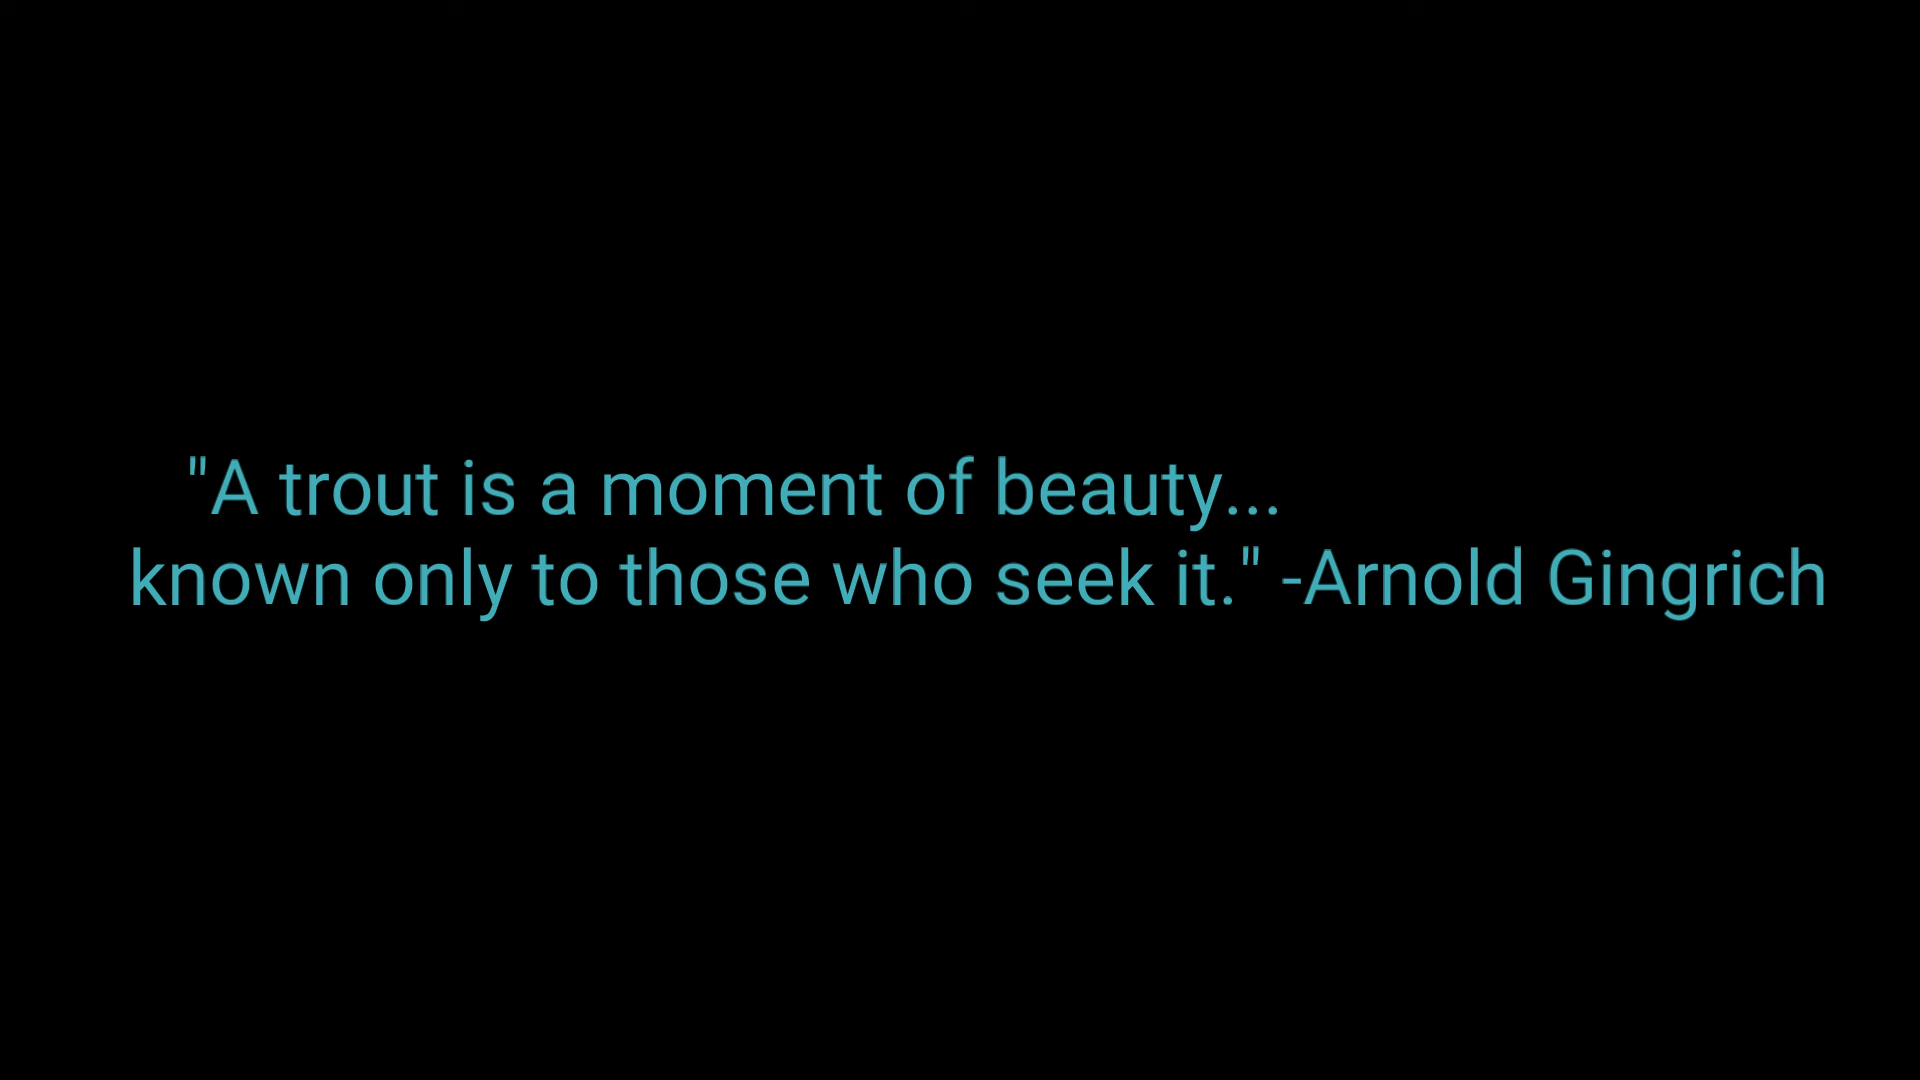 "A trout is a moment of beauty...
known only to those who seek it." -Arnold Gingrich